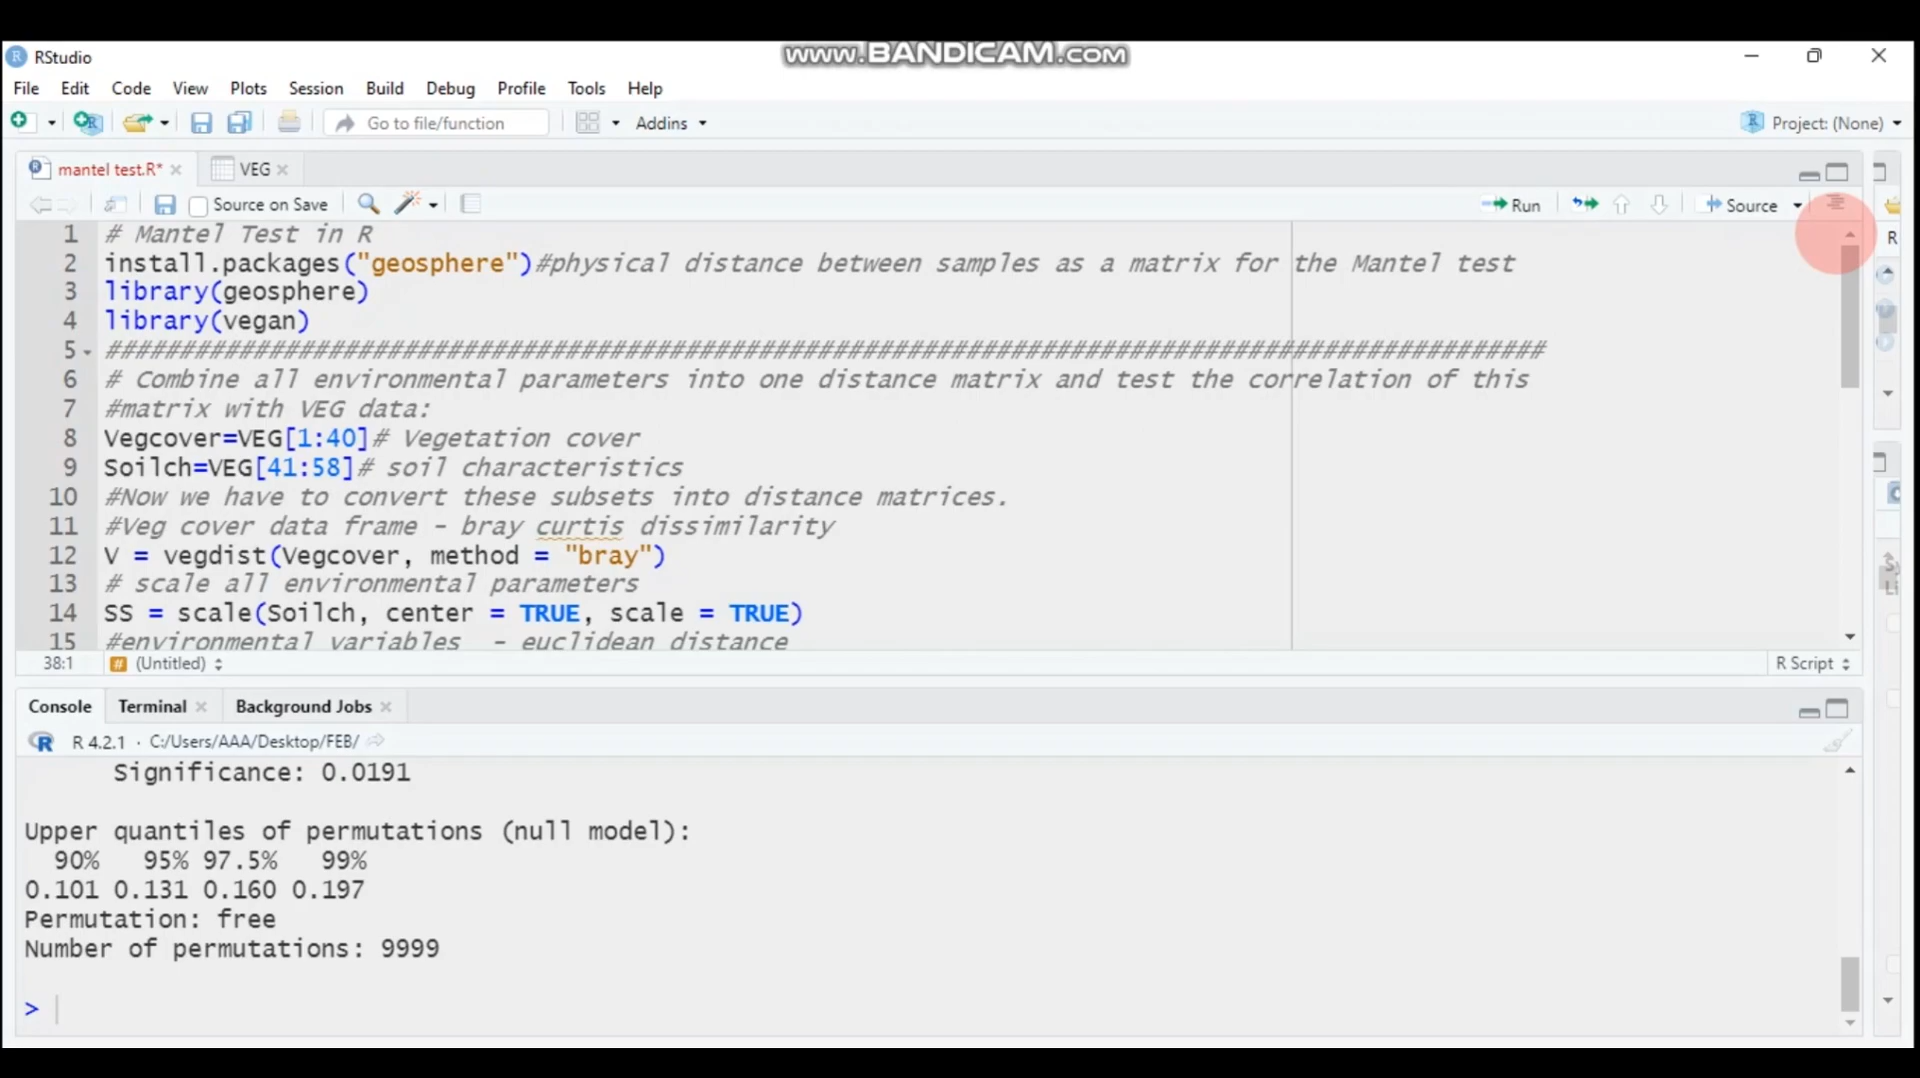 www.BANDICAM.com
RStudio
File Edit Code View Plots Session Build Debug Profile Tools Help
Go to file/function Addins Project: (None)
mantel test.R* VEG
Source on Save Run Source
R
1 # Mantel Test in R
2 install.packages("geosphere")#physical distance between samples as a matrix for the Mantel test
3 library(geosphere)
4 library(vegan)
5 #################################################################################################
6 # Combine all environmental parameters into one distance matrix and test the correlation of this
7 #matrix with VEG data:
8 Vegcover=VEG[1:40]# Vegetation cover
9 Soilch=VEG[41:58]# soil characteristics
10 #Now we have to convert these subsets into distance matrices.
11 #Veg cover data frame - bray curtis dissimilarity
12 V = vegdist(Vegcover, method = "bray")
13 # scale all environmental parameters
14 SS = scale(Soilch, center = TRUE, scale = TRUE)
15 #environmental variables - euclidean distance
38:1 # (Untitled) R Script
Console Terminal Background Jobs
R 4.2.1 · C:/Users/AAA/Desktop/FEB/
Significance: 0.0191
Upper quantiles of permutations (null model):
90% 95% 97.5% 99%
0.101 0.131 0.160 0.197
Permutation: free
Number of permutations: 9999
>